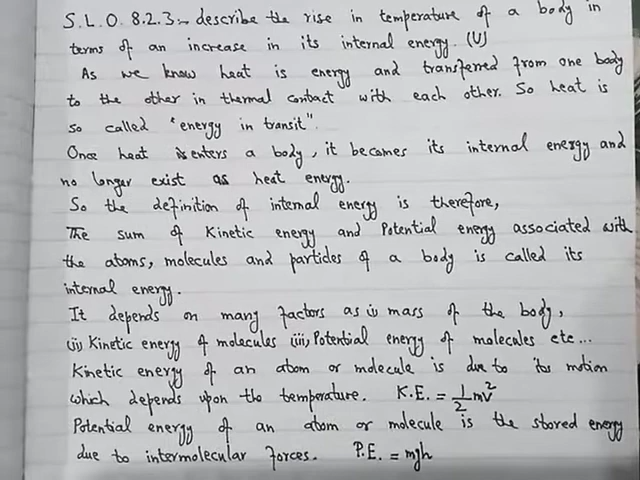 S.L.O. 8.2.3:- describe the rise in temperature of a body in
terms of an increase in its internal energy. (U)
As we know heat is energy and transferred from one body
to the other in thermal contact with each other. So heat is
so called "energy in transit".
Once heat enters a body, it becomes its internal energy and
no longer exist as heat energy.
So the definition of internal energy is therefore,
The sum of Kinetic energy and Potential energy associated with
the atoms, molecules and particles of a body is called its
internal energy.
It depends on many factors as (i) mass of the body,
(ii) Kinetic energy of molecules (iii) Potential energy of molecules etc...
Kinetic energy of an atom or molecule is due to its motion
which depends upon the temperature. K.E. = 1/2 mv²
Potential energy of an atom or molecule is the stored energy
due to intermolecular forces. P.E. = mgh